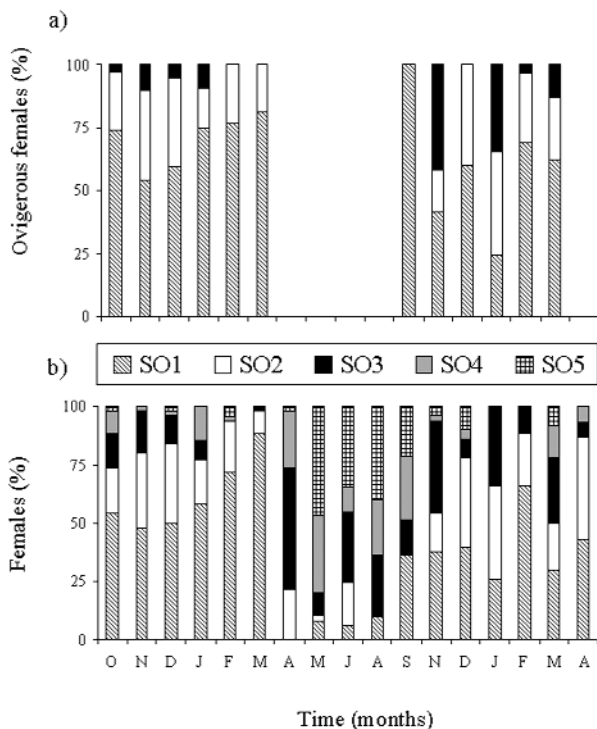 a)
Ovigerous females (%)
100
75
50
25
0
b)
SO1 SO2 SO3 SO4 SO5
Females (%)
100
75
50
25
0
O N D J F M A M J A S N D J F M A
Time (months)